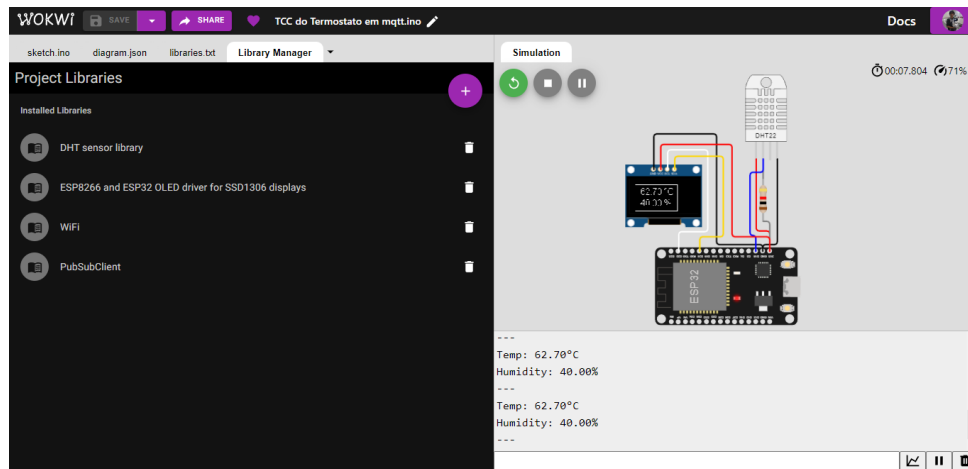 WOKWI SAVE SHARE TCC do Termostato em mqtt.ino Docs
sketch.ino diagram.json libraries.txt Library Manager
Simulation
Project Libraries
00:07.804 71%
+
Installed Libraries
DHT sensor library
ESP8266 and ESP32 OLED driver for SSD1306 displays
WiFi
PubSubClient
DHT22
62.70°C
40.00 %
ESP32
---
Temp: 62.70°C
Humidity: 40.00%
---
Temp: 62.70°C
Humidity: 40.00%
---